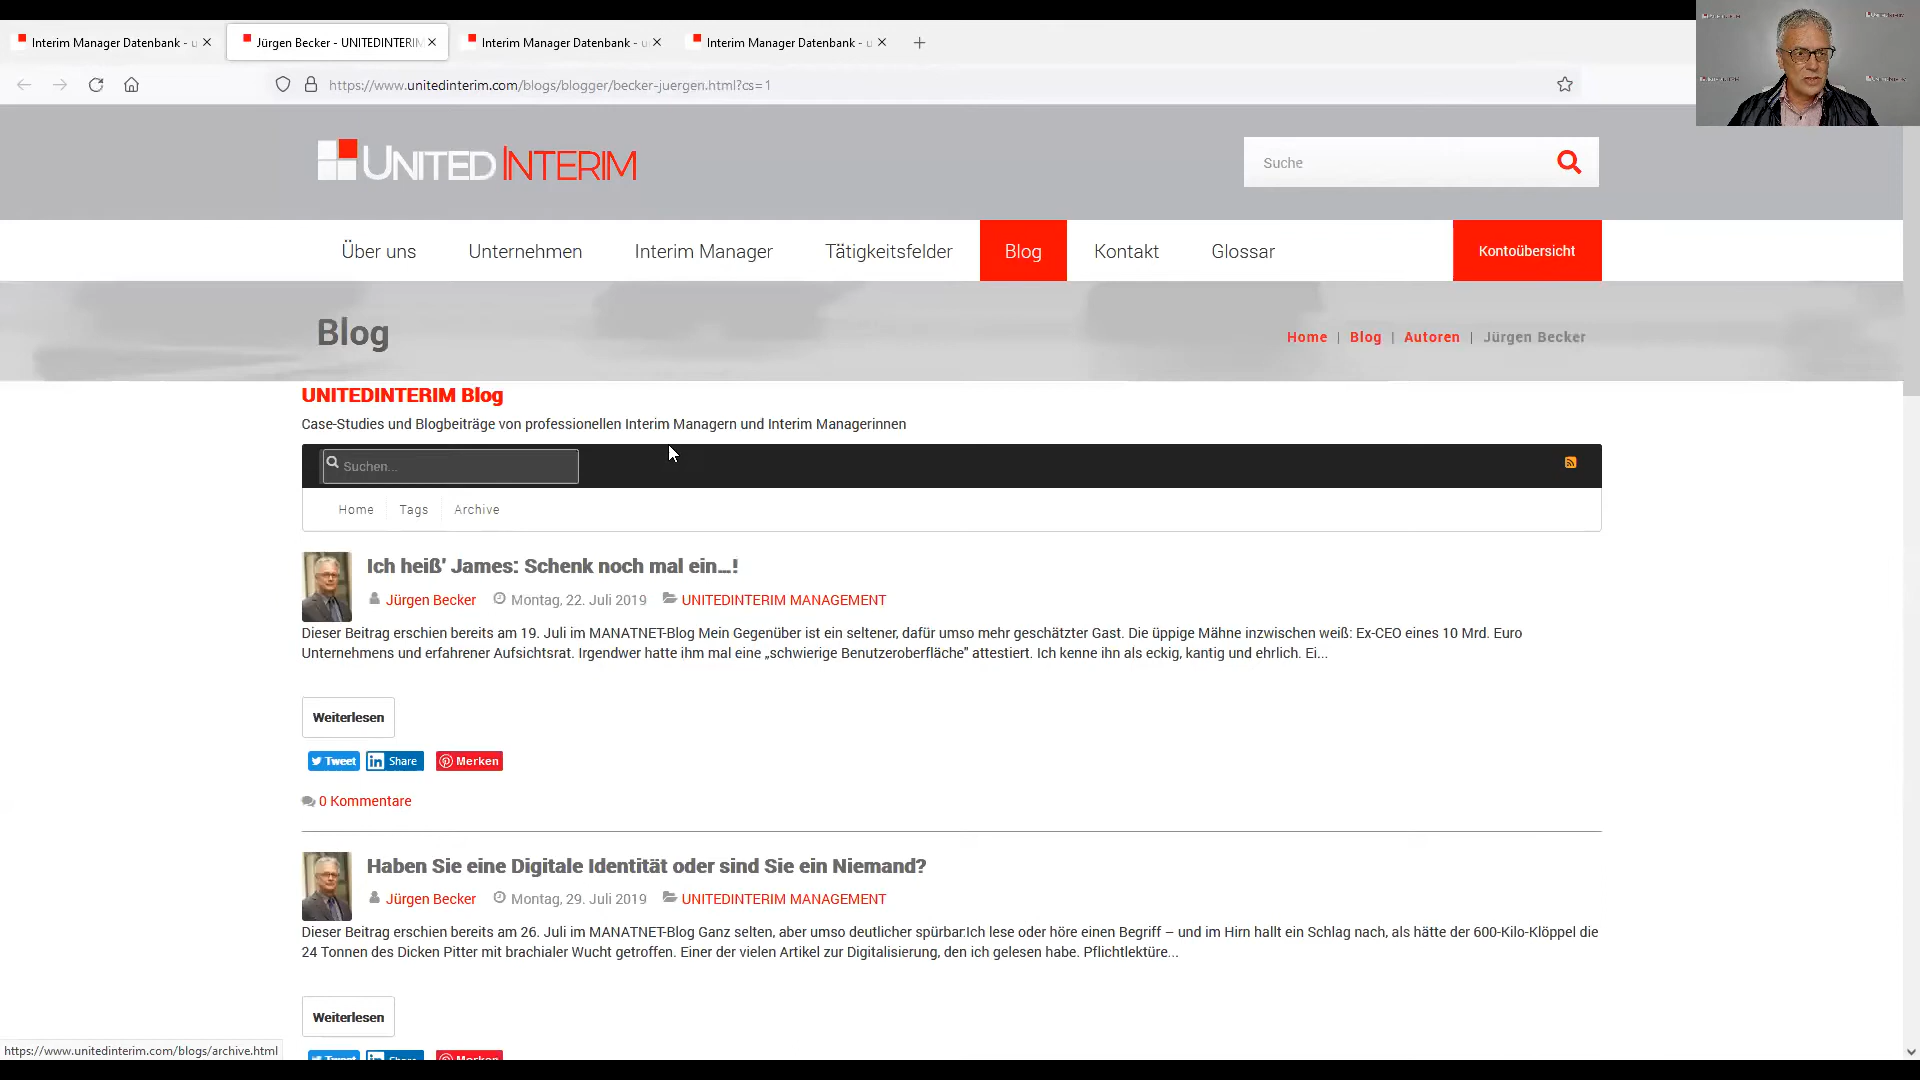 Interim Manager Datenbank - u
Jürgen Becker - UNITEDINTERIM
Interim Manager Datenbank - u
Interim Manager Datenbank - u
https://www.unitedinterim.com/blogs/blogger/becker-juergen.html?cs=1
UNITED INTERIM
Suche
Über uns
Unternehmen
Interim Manager
Tätigkeitsfelder
Blog
Kontakt
Glossar
Kontoübersicht
Blog
Home | Blog | Autoren | Jürgen Becker
UNITEDINTERIM Blog
Case-Studies und Blogbeiträge von professionellen Interim Managern und Interim Managerinnen
Suchen...
Home
Tags
Archive
Ich heiß' James: Schenk noch mal ein...!
Jürgen Becker
Montag, 22. Juli 2019
UNITEDINTERIM MANAGEMENT
Dieser Beitrag erschien bereits am 19. Juli im MANATNET-Blog Mein Gegenüber ist ein seltener, dafür umso mehr geschätzter Gast. Die üppige Mähne inzwischen weiß: Ex-CEO eines 10 Mrd. Euro
Unternehmens und erfahrener Aufsichtsrat. Irgendwer hatte ihm mal eine „schwierige Benutzeroberfläche" attestiert. Ich kenne ihn als eckig, kantig und ehrlich. Ei...
Weiterlesen
Tweet
Share
Merken
0 Kommentare
Haben Sie eine Digitale Identität oder sind Sie ein Niemand?
Jürgen Becker
Montag, 29. Juli 2019
UNITEDINTERIM MANAGEMENT
Dieser Beitrag erschien bereits am 26. Juli im MANATNET-Blog Ganz selten, aber umso deutlicher spürbar:Ich lese oder höre einen Begriff – und im Hirn hallt ein Schlag nach, als hätte der 600-Kilo-Klöppel die
24 Tonnen des Dicken Pitter mit brachialer Wucht getroffen. Einer der vielen Artikel zur Digitalisierung, den ich gelesen habe. Pflichtlektüre...
Weiterlesen
Tweet
Share
Merken
https://www.unitedinterim.com/blogs/archive.html